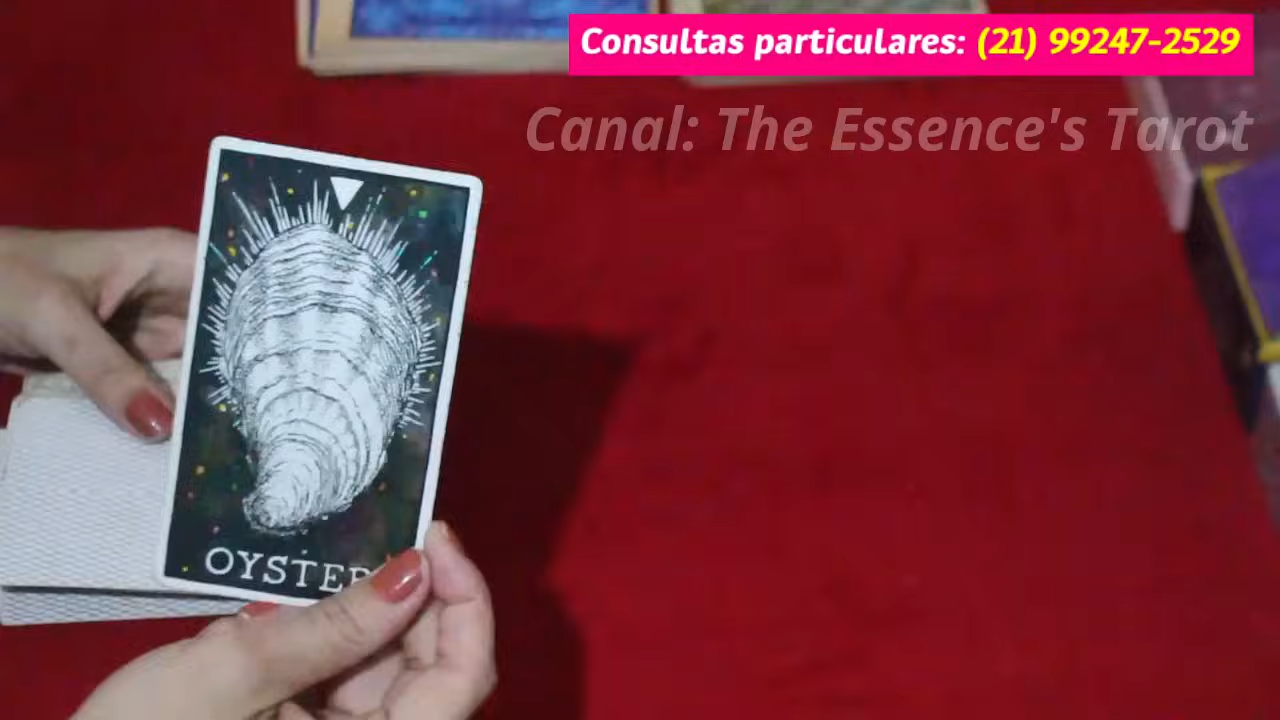 Consultas particulares: (21) 99247-2529
Canal: The Essence's Tarot
OYSTER